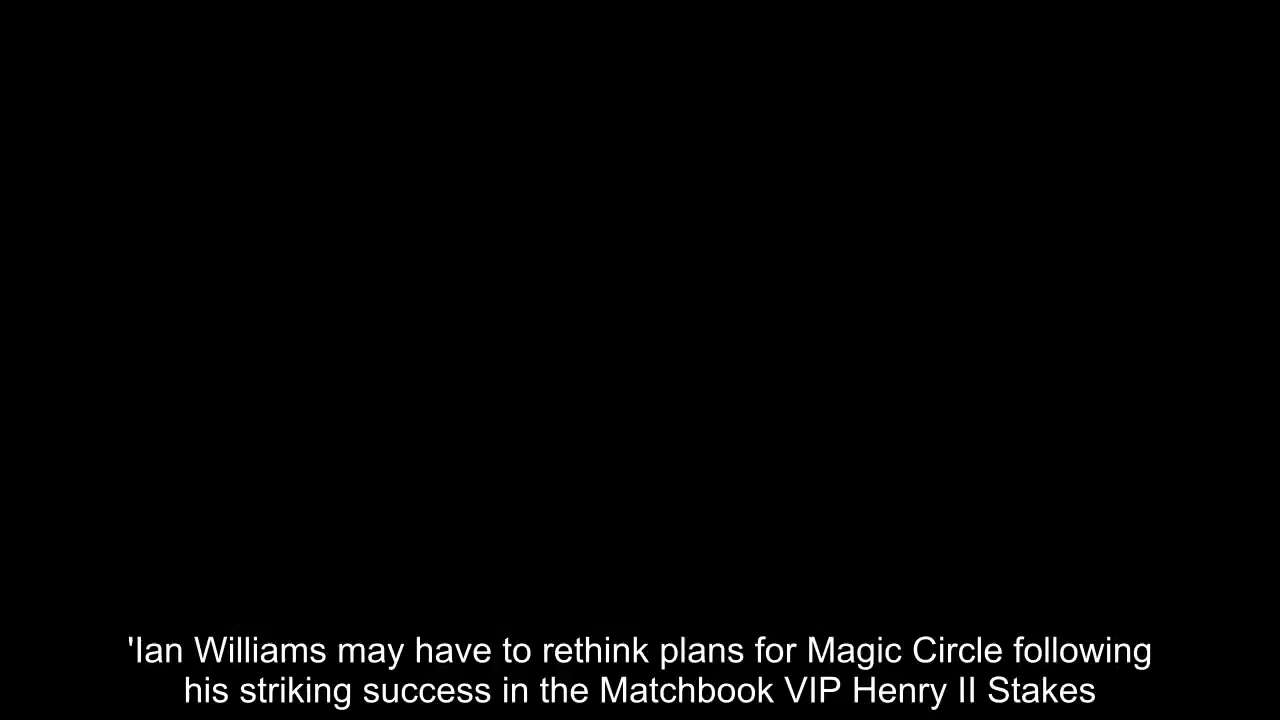 'Ian Williams may have to rethink plans for Magic Circle following
his striking success in the Matchbook VIP Henry II Stakes